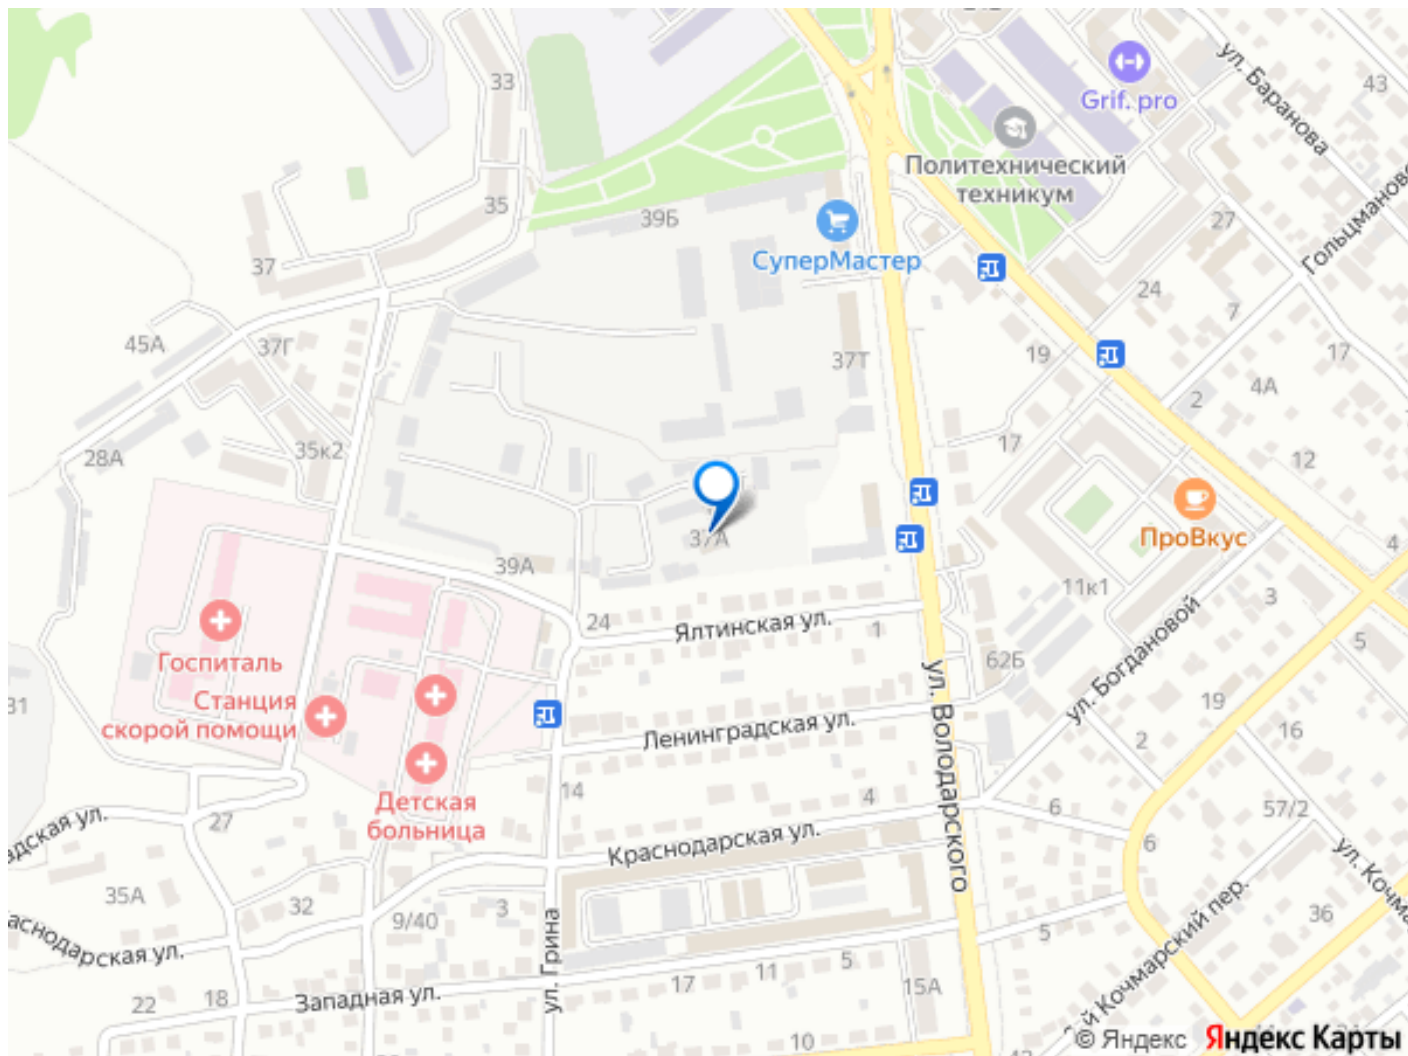 33
43
ул. Баранова
Grif. pro
Политехнический
техникум
35
39Б
27
37
СуперМастер
Гольцмановс
24
7
45А
37Г
37Т
19
17
4А
2
28А
35к2
17
12
37А
ПроВкус
39А
4
11к1
3
24
Ялтинская ул.
1
5
Госпиталь
62Б
ул. Богдановой
Станция
скорой помощи
31
19
ул. Володарского
Ленинградская ул.
2
16
14
4
6
57/2
Детская
больница
27
адская ул.
Краснодарская ул.
6
ул. Кочма
35А
32
9/40
3
36
аснодарская ул.
ул. Грина
5
5
11
17
15А
22
18
Западная ул.
й Кочмарский пер.
10
© Яндекс
Яндекс Карты